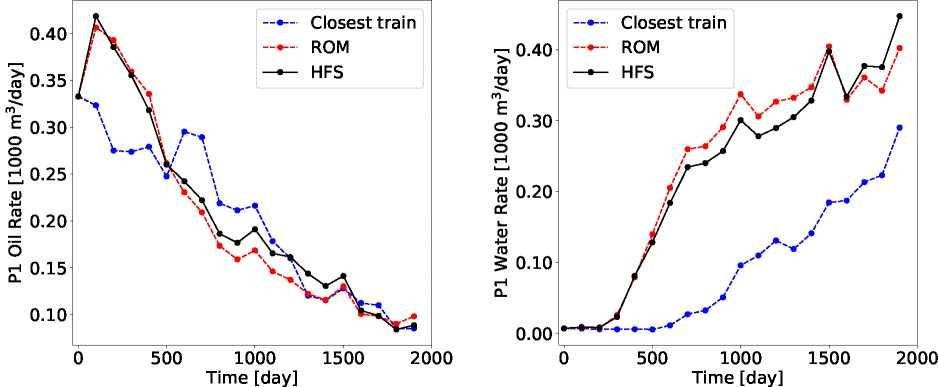 Closest train
ROM
HFS
0.40
0.35
0.30
0.25
0.20
0.15
0.10
P1 Oil Rate [1000 m³/day]
0
500
1000
1500
2000
Time [day]
Closest train
ROM
HFS
0.40
0.30
0.20
0.10
0.00
P1 Water Rate [1000 m³/day]
0
500
1000
1500
2000
Time [day]